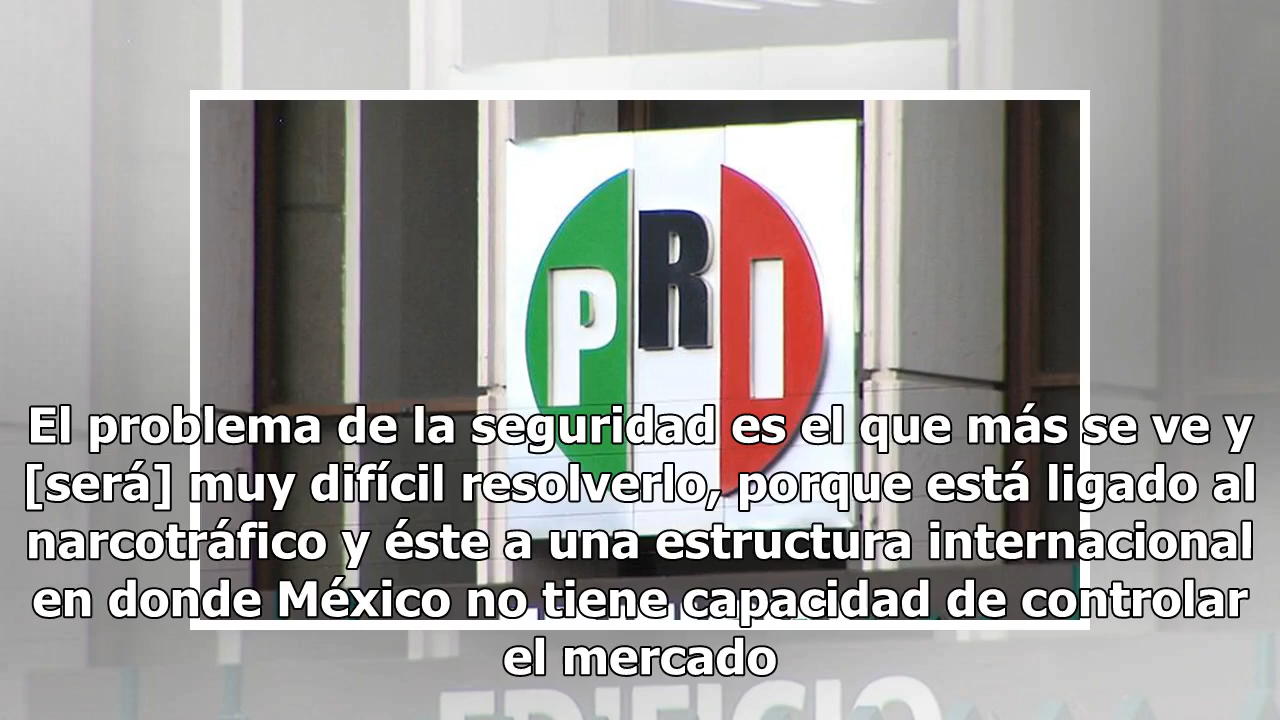 PRI
El problema de la seguridad es el que más se ve y
[será] muy difícil resolverlo, porque está ligado al
narcotráfico y éste a una estructura internacional
en donde México no tiene capacidad de controlar
el mercado
EDIFICIO